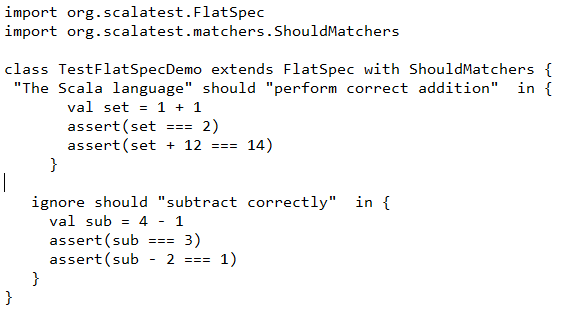 import org.scalatest.FlatSpec
import org.scalatest.matchers.ShouldMatchers

class TestFlatSpecDemo extends FlatSpec with ShouldMatchers {
 "The Scala language" should "perform correct addition"  in {
       val set = 1 + 1
       assert(set === 2)
       assert(set + 12 === 14)
     }

   ignore should "subtract correctly"  in {
     val sub = 4 - 1
     assert(sub === 3)
     assert(sub - 2 === 1)
   }
}